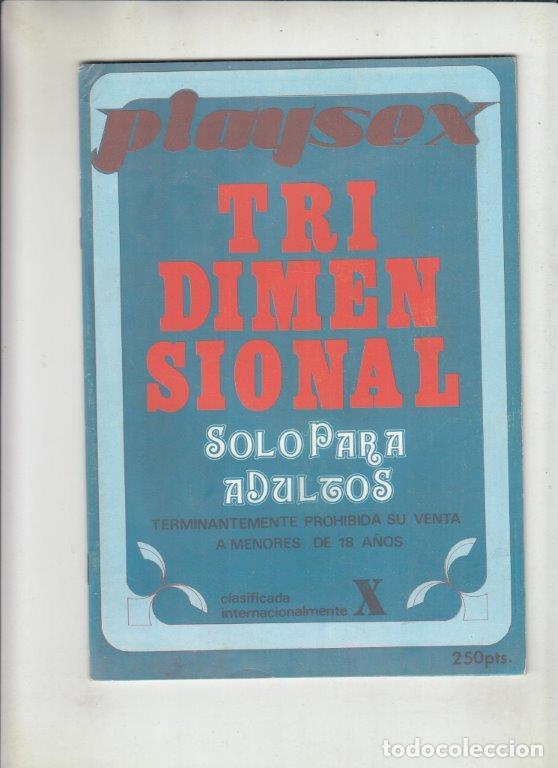 playsex
TRI
DIMEN
SIONAL
SOLO PARA
aDULTOS
TERMINANTEMENTE PROHIBIDA SU VENTA
A MENORES DE 18 AÑOS
clasificada
internacionalmente X
250pts.
todocoleccion